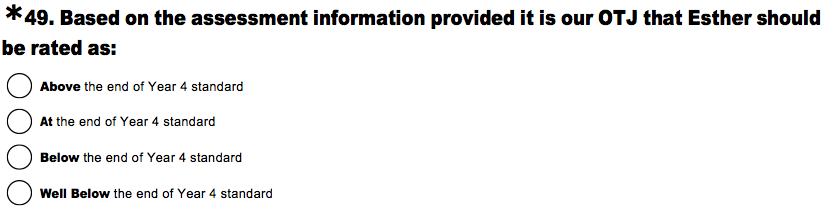 *49. Based on the assessment information provided it is our OTJ that Esther should
be rated as:
Above the end of Year 4 standard
At the end of Year 4 standard
Below the end of Year 4 standard
Well Below the end of Year 4 standard